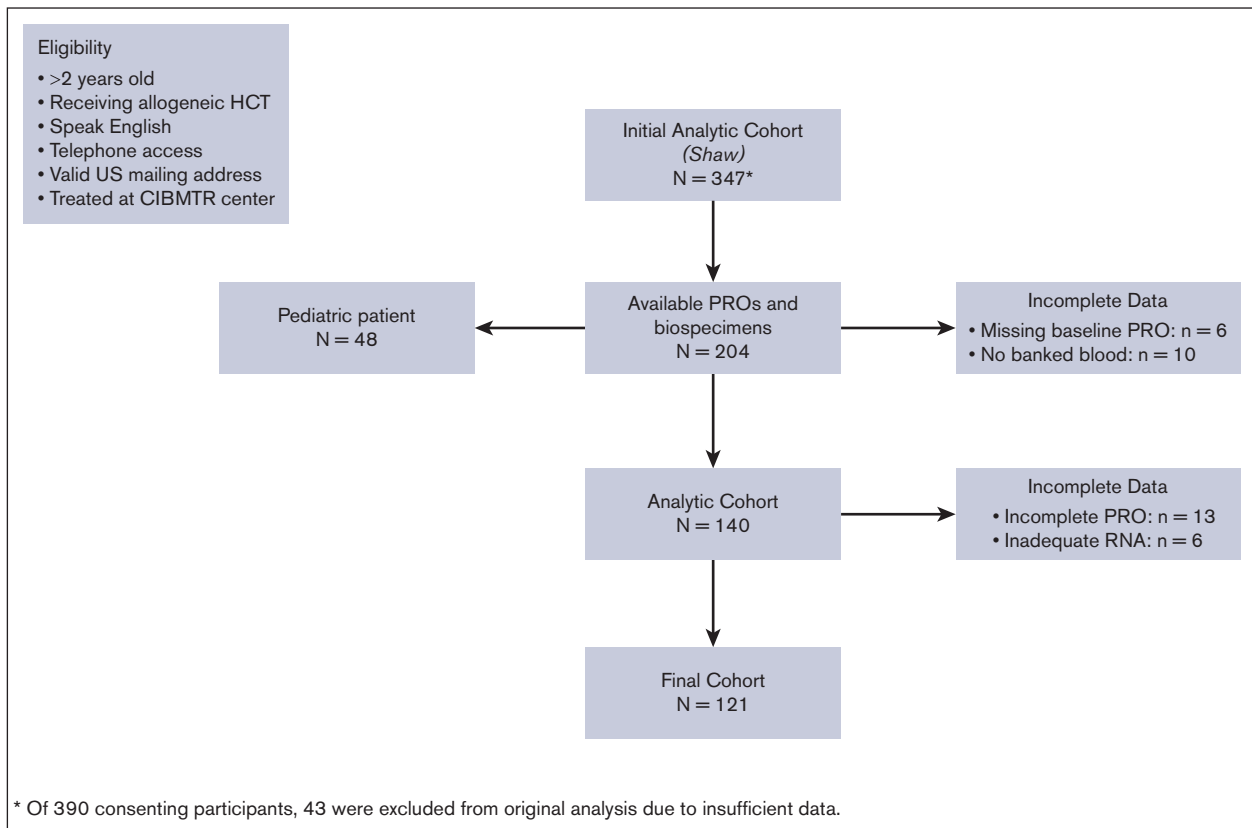 Eligibility
• >2 years old
• Receiving allogeneic HCT
• Speak English
• Telephone access
• Valid US mailing address
• Treated at CIBMTR center
Initial Analytic Cohort
(Shaw)
N = 347*
Pediatric patient
N = 48
Available PROs and
biospecimens
N = 204
Incomplete Data
• Missing baseline PRO: n = 6
• No banked blood: n = 10
Analytic Cohort
N = 140
Incomplete Data
• Incomplete PRO: n = 13
• Inadequate RNA: n = 6
Final Cohort
N = 121
* Of 390 consenting participants, 43 were excluded from original analysis due to insufficient data.